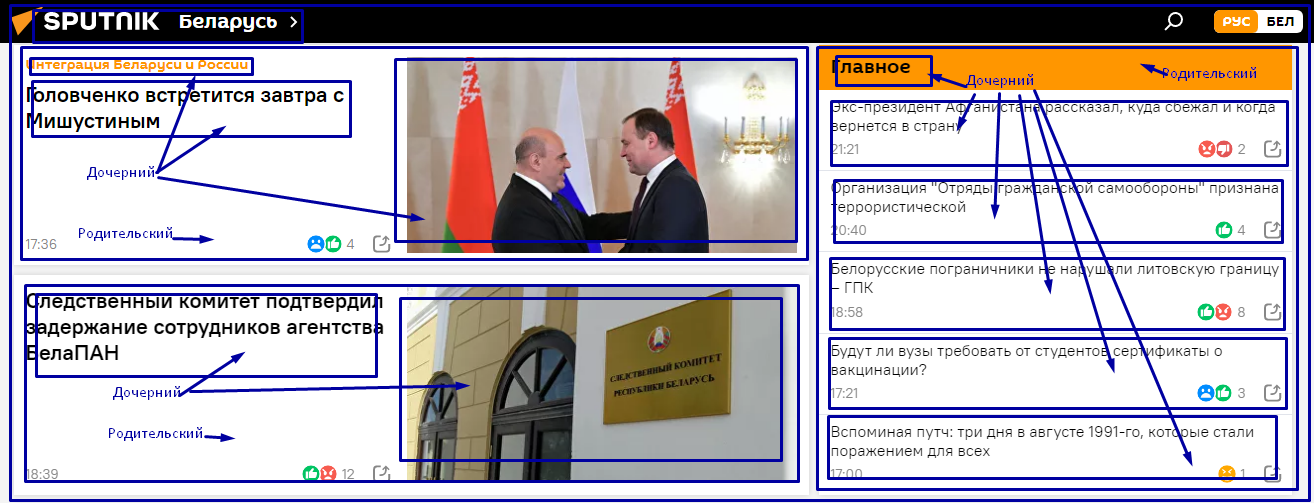 SPUTNIK Беларусь
РУС БЕЛ
Интеграция Беларуси и России
Головченко встретится завтра с
Мишустиным
Дочерний
Родительский
17:36
4
Следственный комитет подтвердил
задержание сотрудников агентства
БелаПАН
Дочерний
Родительский
18:39
12
СЛЕДСТВЕННЫЙ КОМИТЕТ
РЕСПУБЛИКИ БЕЛАРУСЬ
Главное
Дочерний
Родительский
Экс-президент Афганистана рассказал, куда сбежал и когда
вернется в страну
21:21
2
Организация "Отряды гражданской самообороны" признана
террористической
20:40
4
Белорусские пограничники не нарушали литовскую границу
– ГПК
18:58
8
Будут ли вузы требовать от студентов сертификаты о
вакцинации?
17:21
3
Вспоминая путч: три дня в августе 1991-го, которые стали
поражением для всех
17:00
1